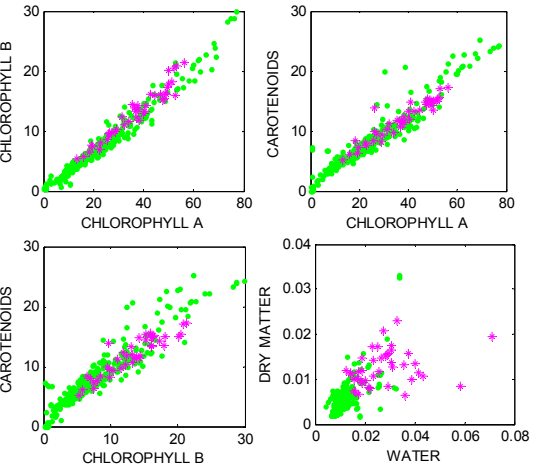 30
20
10
0
0 20 40 60 80
CHLOROPHYLL B
CHLOROPHYLL A
30
20
10
0
0 20 40 60 80
CAROTENOIDS
CHLOROPHYLL A
30
20
10
0
0 10 20 30
CAROTENOIDS
CHLOROPHYLL B
0.04
0.03
0.02
0.01
0
0 0.02 0.04 0.06 0.08
DRY MATTER
WATER